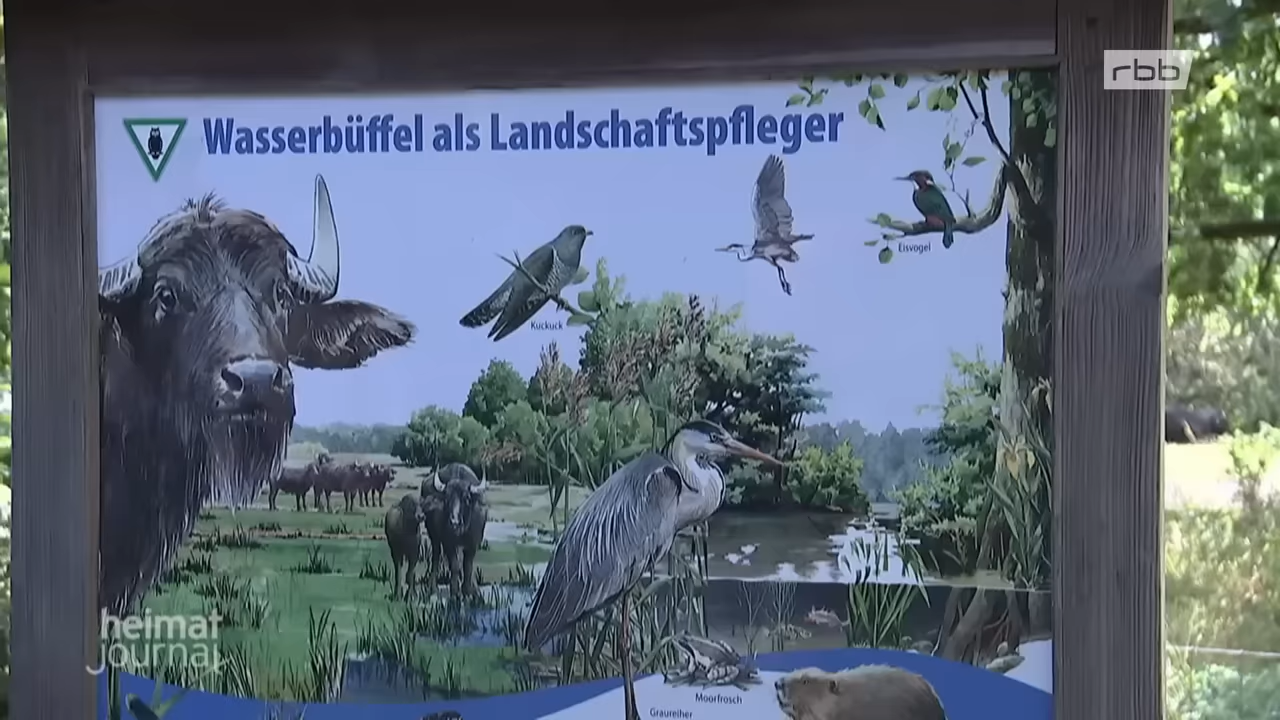 rbb
Wasserbüffel als Landschaftspfleger
Eisvogel
Kuckuck
heimat
journal
Moorfrosch
Graureiher